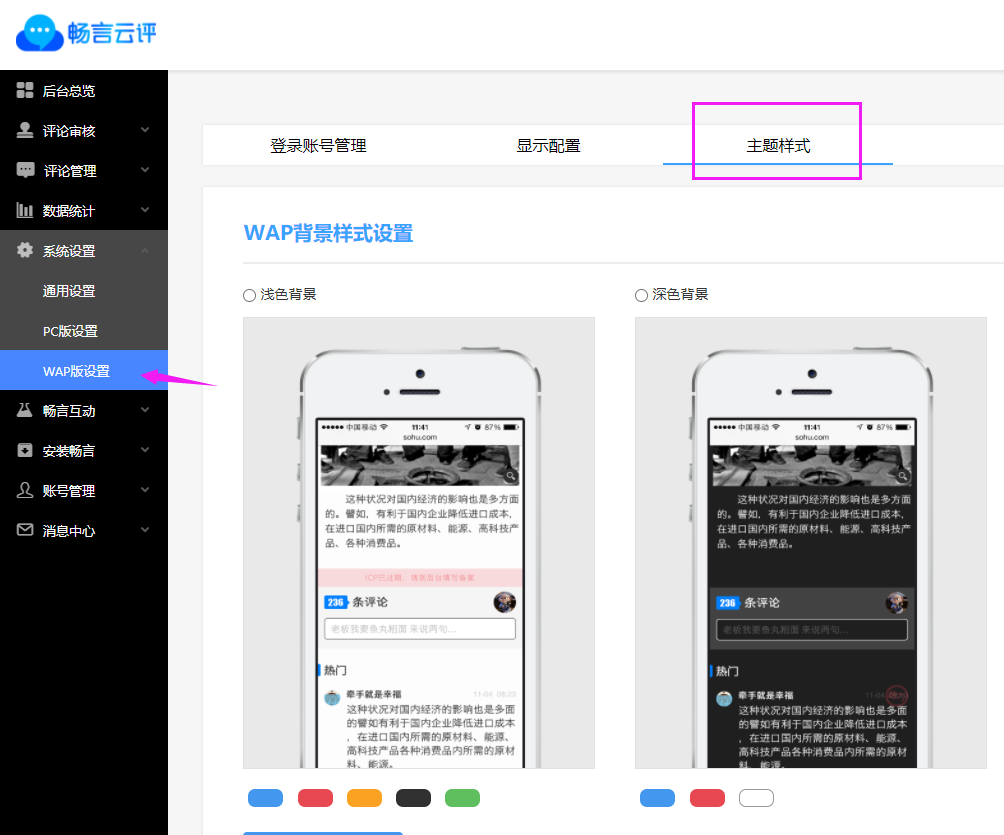 畅言云评
后台总览
评论审核
评论管理
数据统计
系统设置
通用设置
PC版设置
WAP版设置
畅言互动
安装畅言
账号管理
消息中心
登录账号管理 显示配置 主题样式
WAP背景样式设置
浅色背景
中国移动 11:41 87%
sohu.com
这种状况对国内经济的影响也是多方面
的。譬如，有利于国内企业降低进口成本，
在进口国内所需的原材料、能源、高科技产
品、各种消费品。
ICP已过期，请到后台填写备案
236 条评论
老板我要鱼丸粗面 来说两句...
热门
牵手就是幸福 11-04 08:20
这种状况对国内经济的影响也是多面
的譬如有利于国内企业降低进口成本
，在进口国内所需的原材料、能源、
高科技产品各种消费品内所需的原材
料、能源。
深色背景
中国移动 11:41 87%
sohu.com
这种状况对国内经济的影响也是多方面
的。譬如，有利于国内企业降低进口成本，
在进口国内所需的原材料、能源、高科技产
品、各种消费品。
236 条评论
老板我要鱼丸粗面 来说两句...
热门
牵手就是幸福 11-04
这种状况对国内经济的影响也是多面
的譬如有利于国内企业降低进口成本
，在进口国内所需的原材料、能源、
高科技产品各种消费品内所需的原材
料、能源。